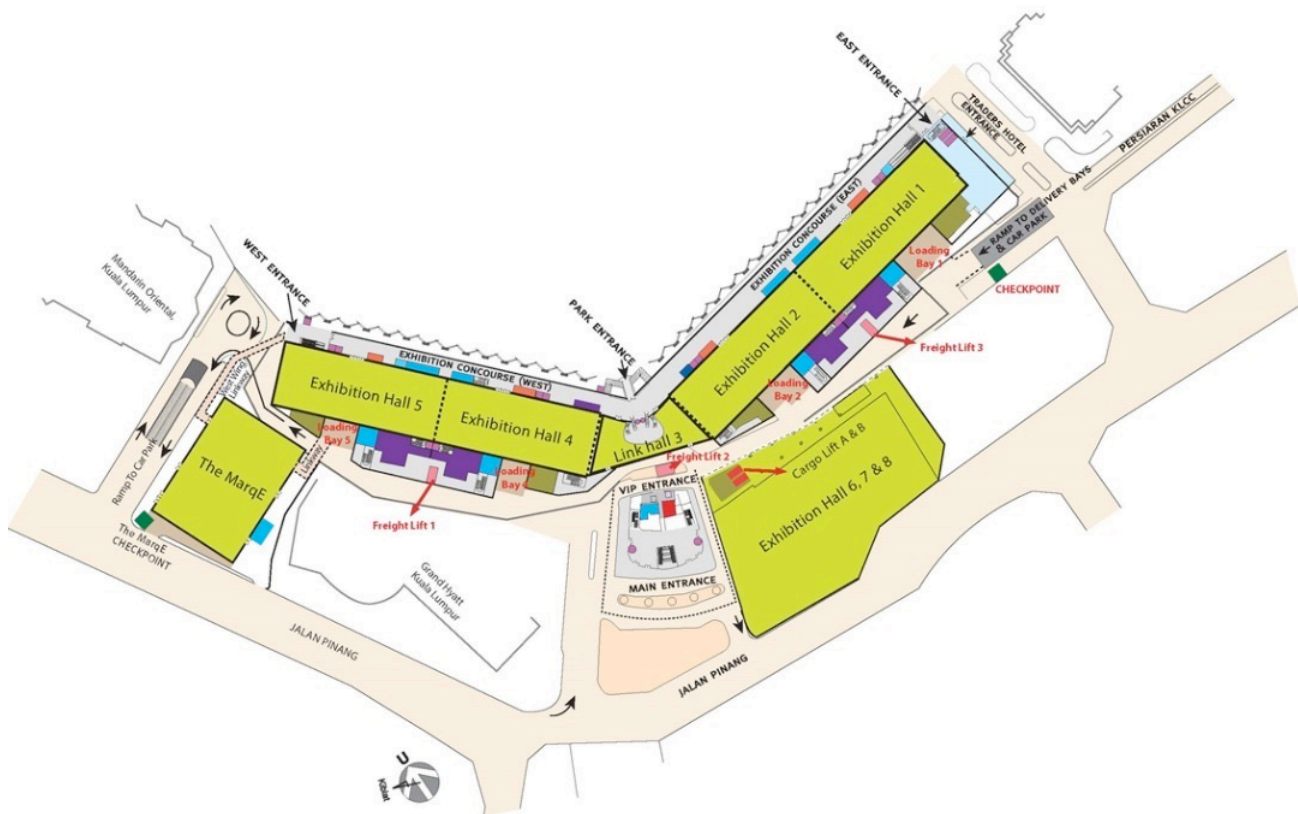 EAST ENTRANCE
TRADERS HOTEL
ENTRANCE
PERSIARAN KLCC
RAMP TO DELIVERY BAYS
& CAR PARK
CHECKPOINT
EXHIBITION CONCOURSE (EAST)
Exhibition Hall 1
Loading
Bay 1
Freight Lift 3
Exhibition Hall 2
Loading
Bay 2
Mandarin Oriental,
Kuala Lumpur
WEST ENTRANCE
PARK ENTRANCE
EXHIBITION CONCOURSE (WEST)
West Wing
Linkway
Exhibition Hall 5
Exhibition Hall 4
Link hall 3
Loading
Bay 5
Linkway
Loading
Bay 4
Freight Lift 2
Cargo Lift A & B
Exhibition Hall 6, 7 & 8
Ramp To Car Park
The MarqE
Freight Lift 1
VIP ENTRANCE
The MarqE
CHECKPOINT
MAIN ENTRANCE
Grand Hyatt
Kuala Lumpur
JALAN PINANG
JALAN PINANG
U
Kiblat